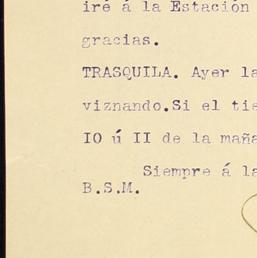 iré á la Estación
gracias.
TRASQUILA. Ayer la
viznando.Si el tie
IO ú II de la maña
Siempre á la
B.S.M.